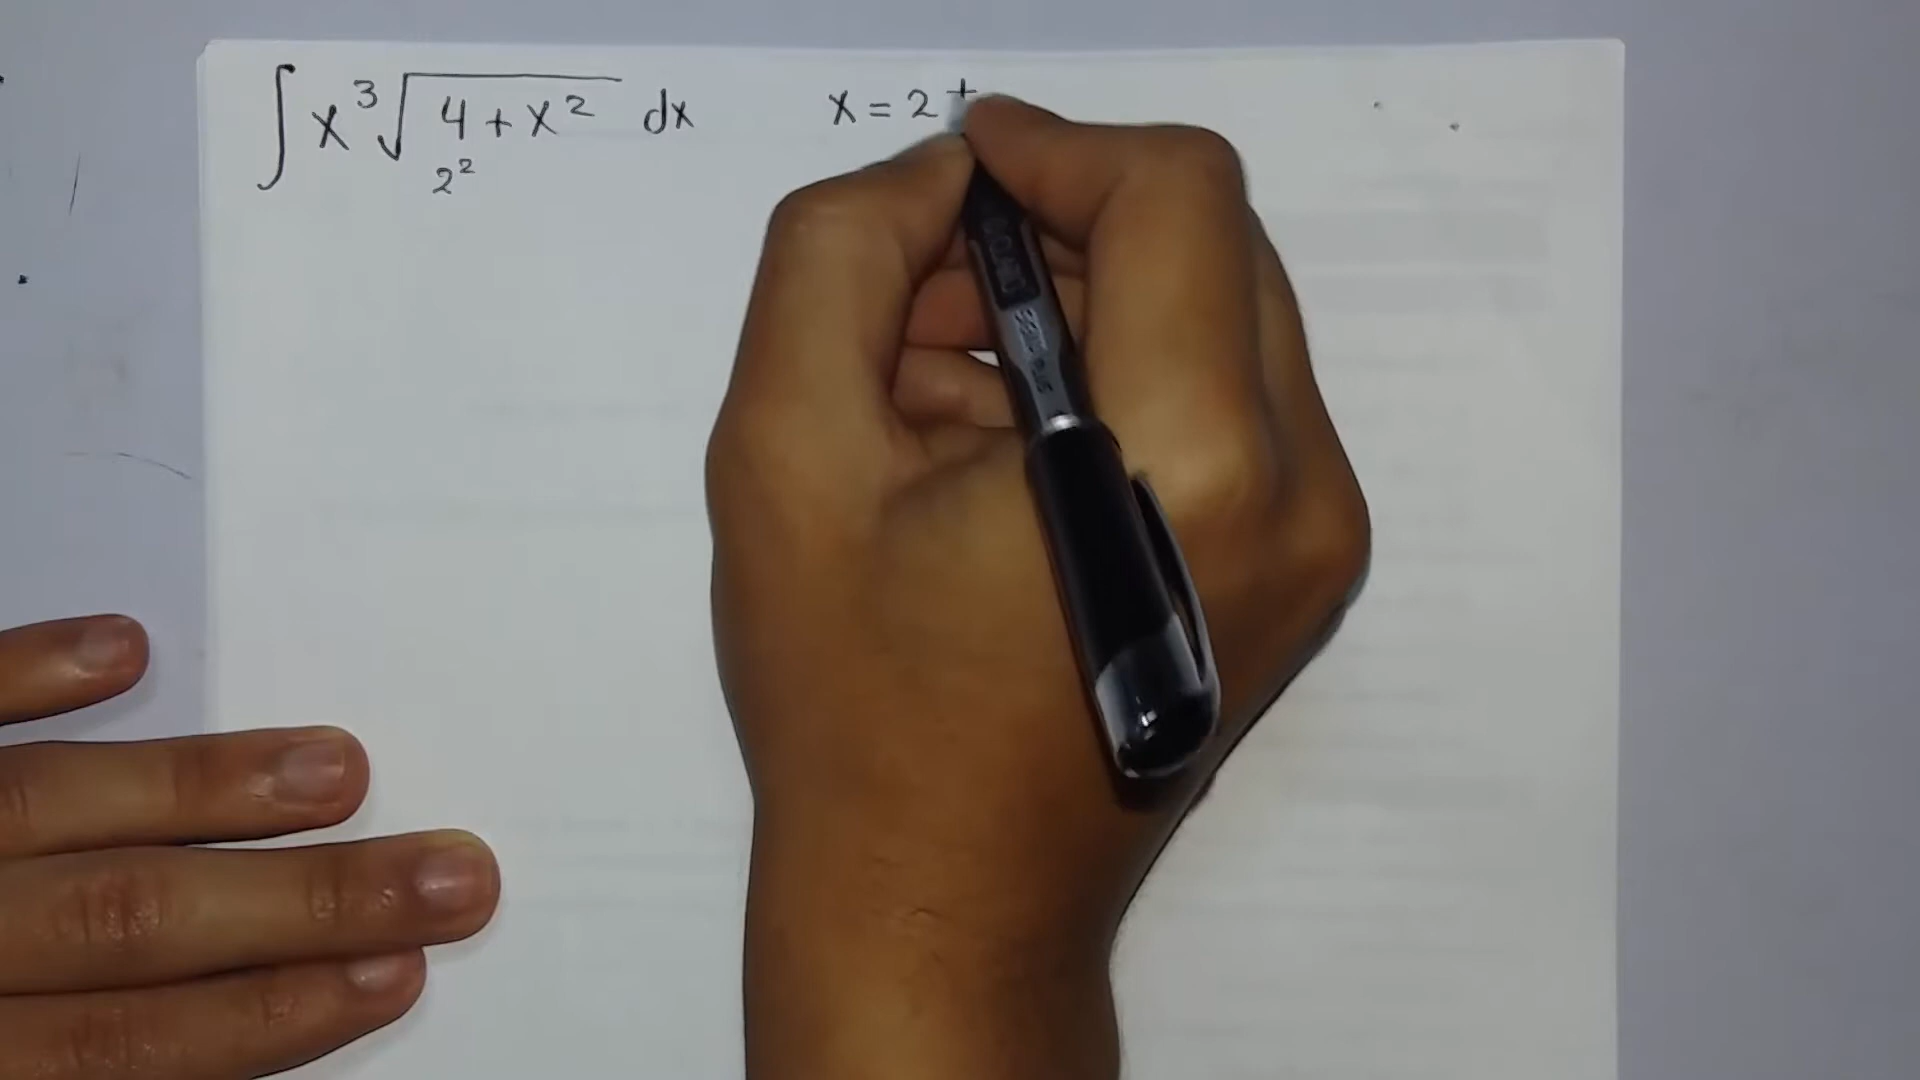 ∫ x³ √(4 + x²) dx x = 2 t
2²